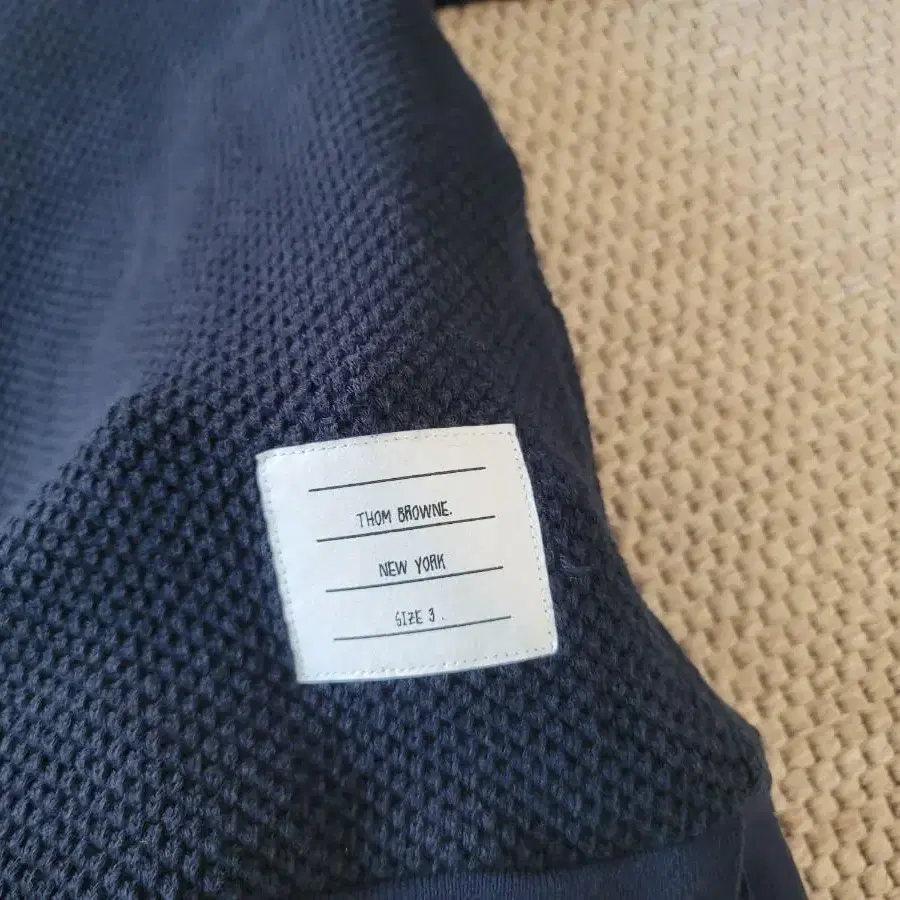 THOM BROWNE.
NEW YORK
SIZE 3 .